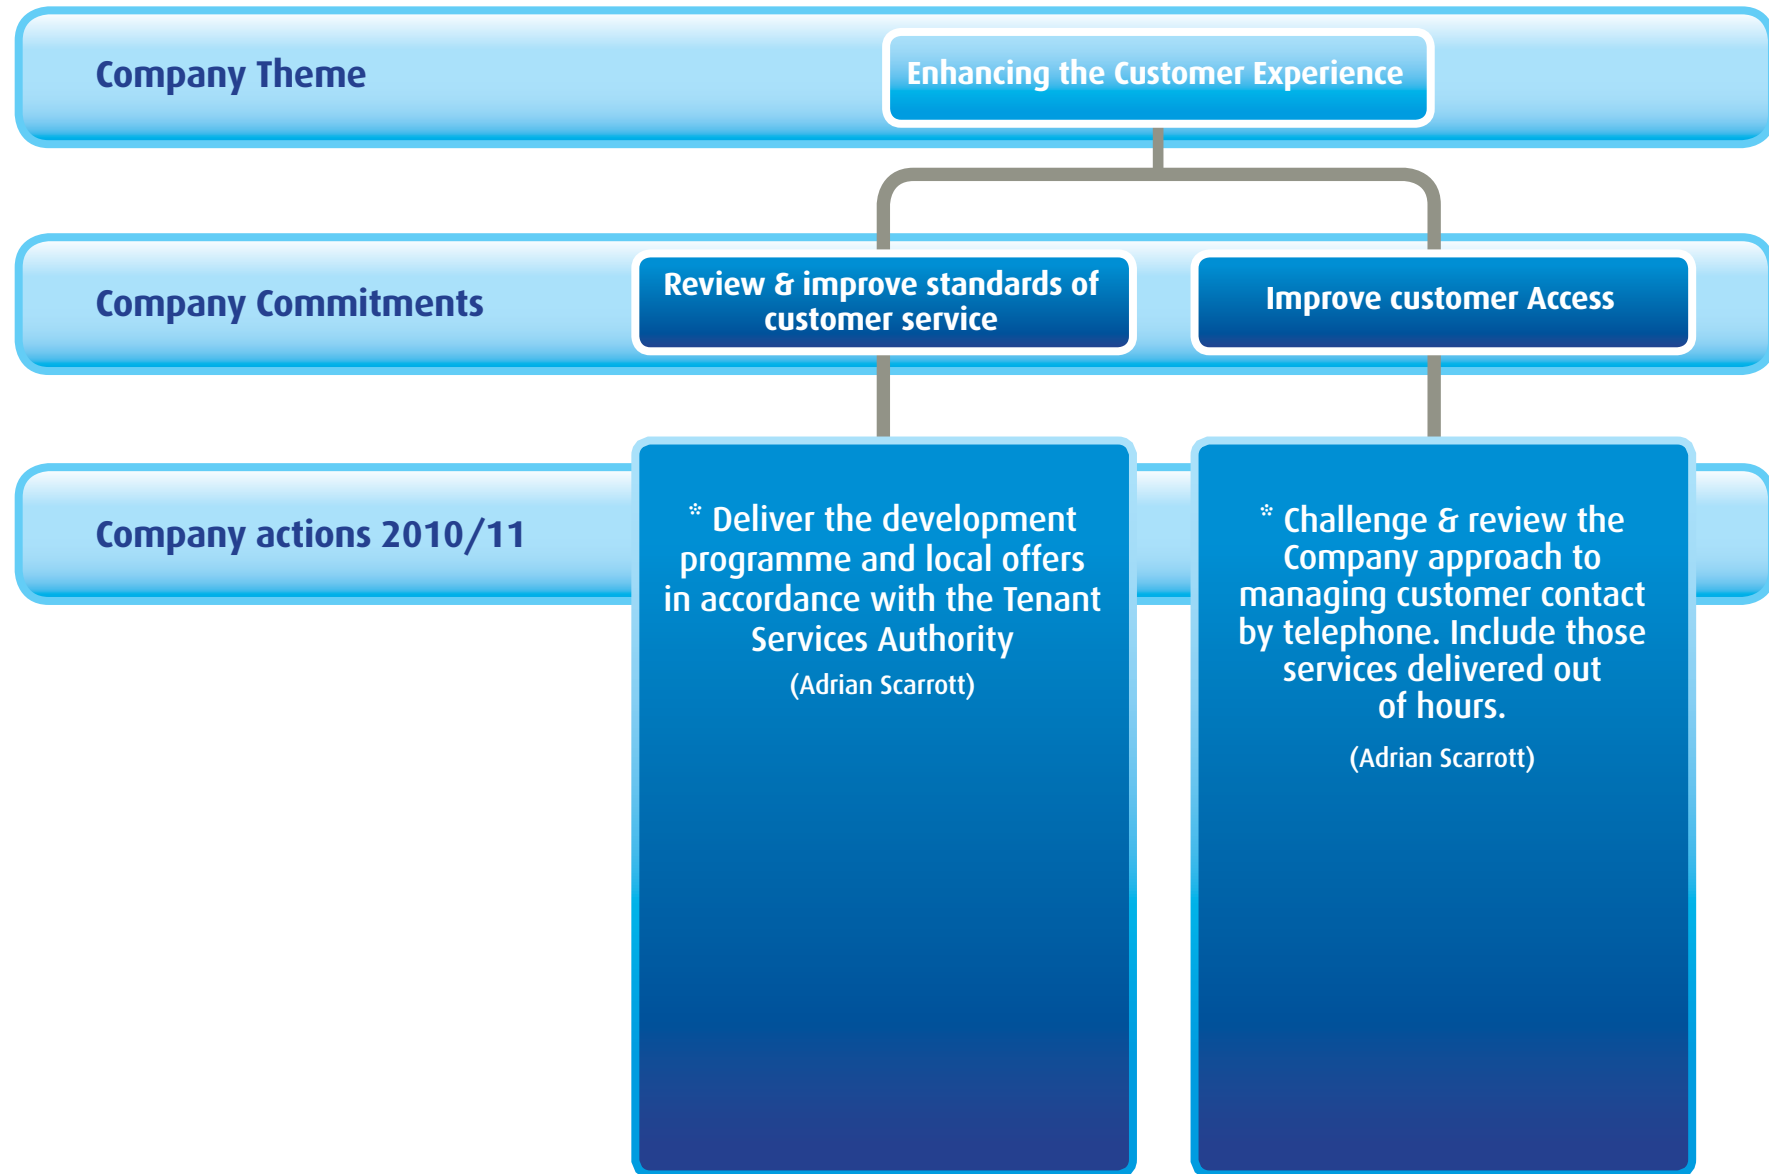 Company Theme
Enhancing the Customer Experience
Company Commitments
Review & improve standards of
customer service
Improve customer Access
Company actions 2010/11
* Deliver the development
programme and local offers
in accordance with the Tenant
Services Authority
(Adrian Scarrott)
* Challenge & review the
Company approach to
managing customer contact
by telephone. Include those
services delivered out
of hours.
(Adrian Scarrott)